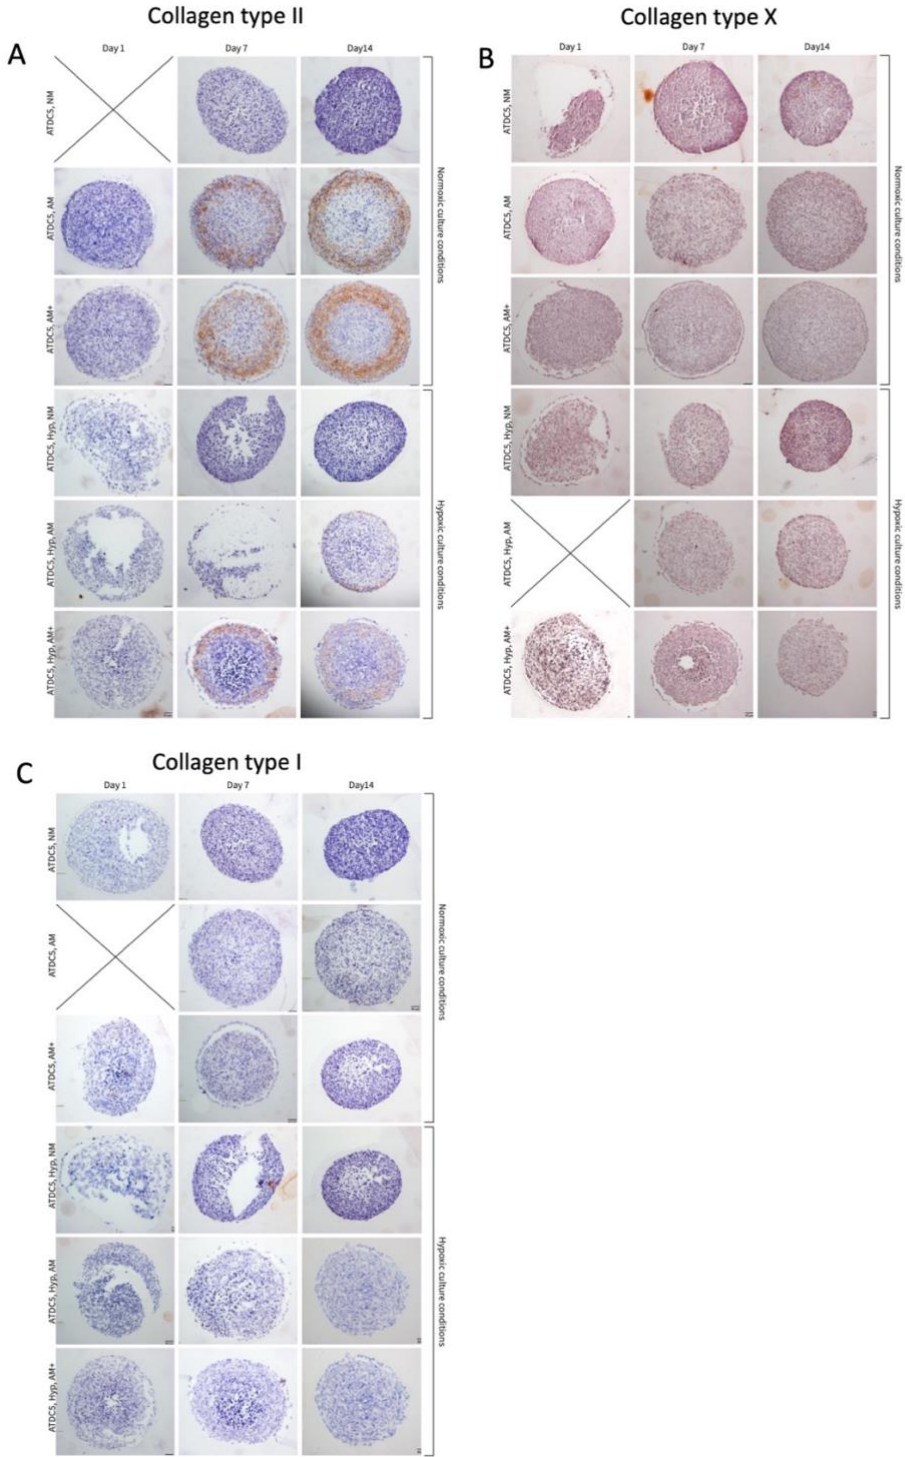 Collagen type II
A
Day 1 Day 7 Day14
ATDC5, NM
ATDC5, AM
ATDC5, AM+
ATDC5, Hyp, NM
ATDC5, Hyp, AM
ATDC5, Hyp, AM+
Normoxic culture conditions
Hypoxic culture conditions
Collagen type X
B
Day 1 Day 7 Day14
ATDC5, NM
ATDC5, AM
ATDC5, AM+
ATDC5, Hyp, NM
ATDC5, Hyp, AM
ATDC5, Hyp, AM+
Normoxic culture conditions
Hypoxic culture conditions
Collagen type I
C
Day 1 Day 7 Day14
ATDC5, NM
ATDC5, AM
ATDC5, AM+
ATDC5, Hyp, NM
ATDC5, Hyp, AM
ATDC5, Hyp, AM+
Normoxic culture conditions
Hypoxic culture conditions